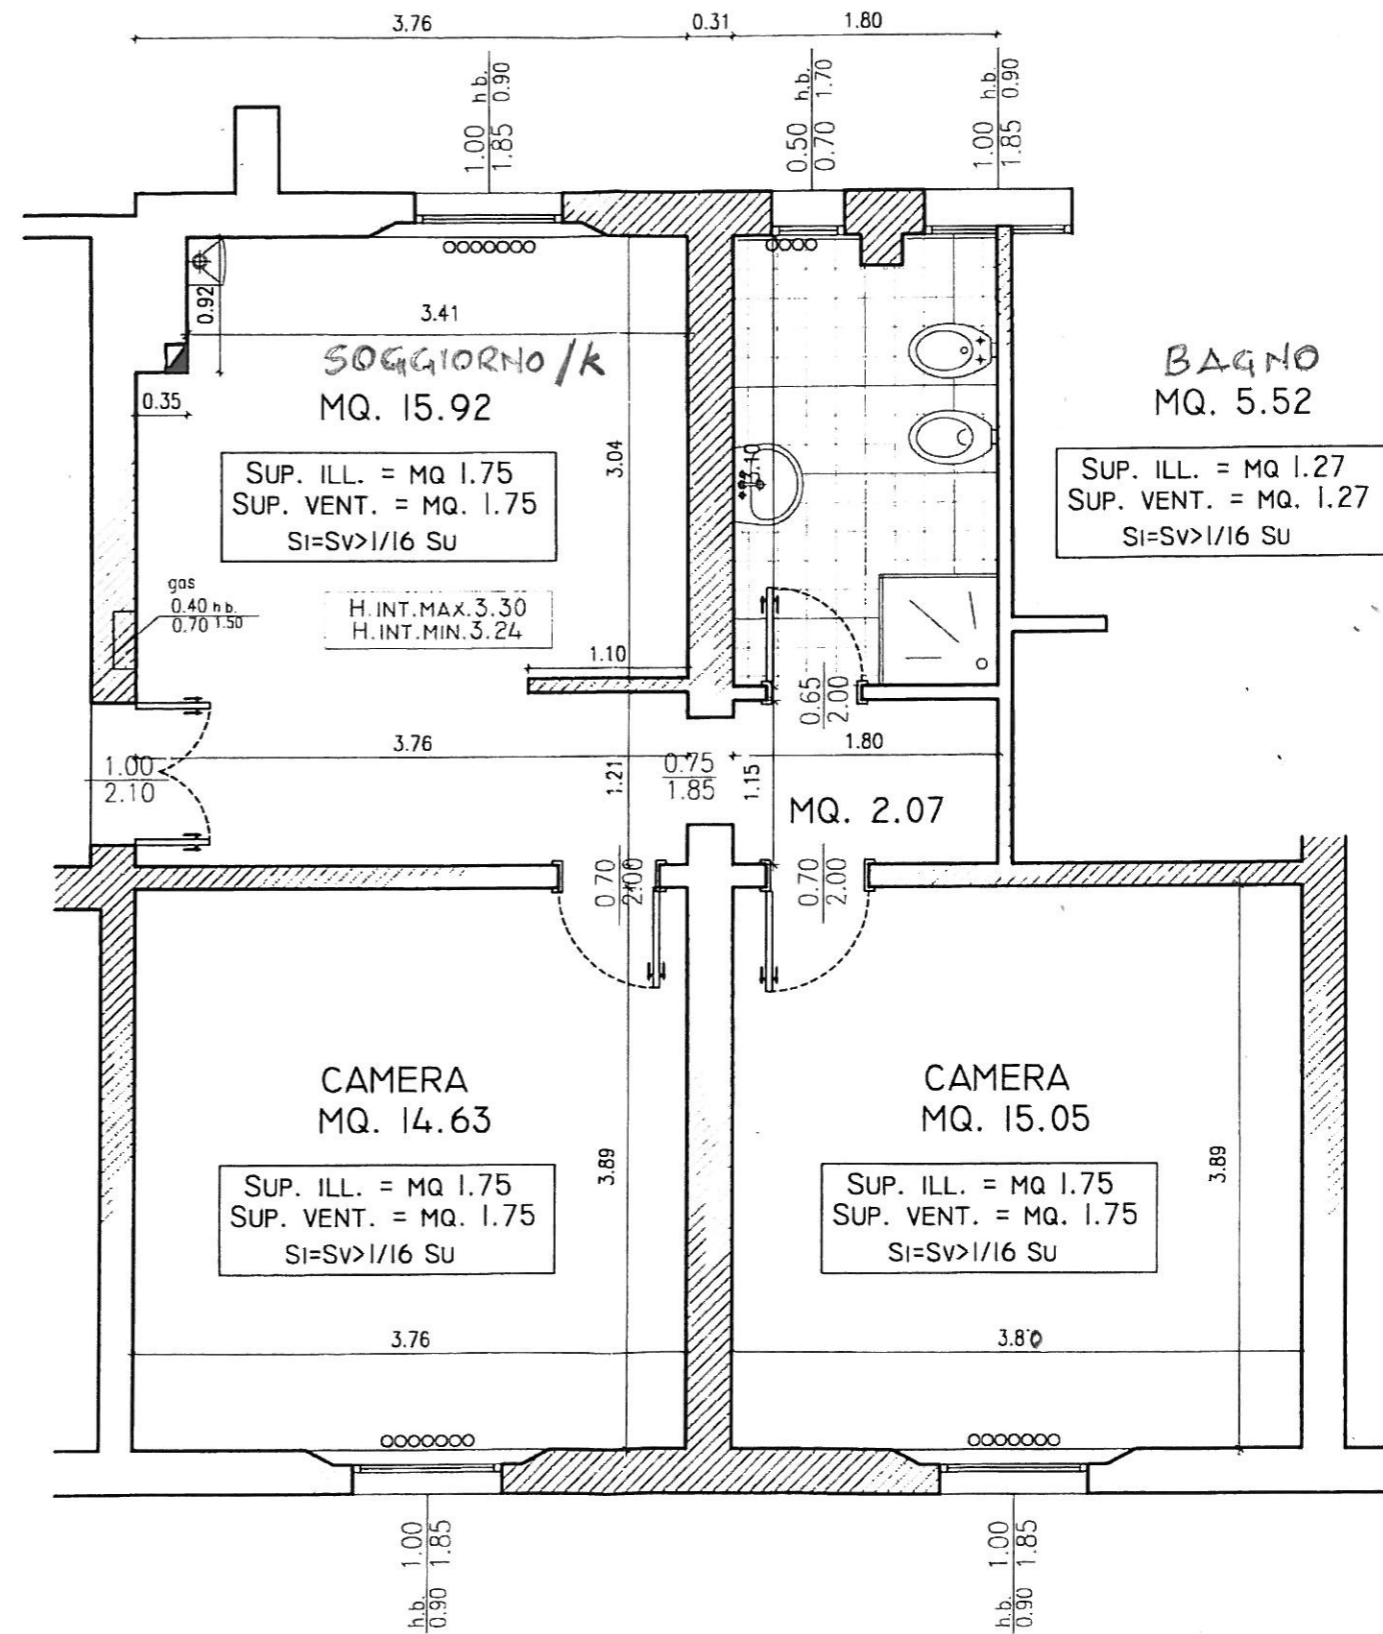 3.76
0.31
1.80
1.00
1.85
h.b.
0.90
0.50
0.70
h.b.
1.70
1.00
1.85
h.b.
0.90
0.92
3.41
SOGGIORNO/K
MQ. 15.92
0.35
3.04
SUP. ILL. = MQ 1.75
SUP. VENT. = MQ. 1.75
SI=SV>1/16 SU
gas
0.40 h b.
0.70 1.50
H.INT.MAX.3.30
H.INT.MIN.3.24
1.10
3.10
BAGNO
MQ. 5.52
SUP. ILL. = MQ 1.27
SUP. VENT. = MQ. 1.27
SI=SV>1/16 SU
0.65
2.00
3.76
1.80
1.00
2.10
1.21
0.75
1.85
1.15
MQ. 2.07
0.70
2.00
0.70
2.00
CAMERA
MQ. 14.63
3.89
SUP. ILL. = MQ 1.75
SUP. VENT. = MQ. 1.75
SI=SV>1/16 SU
3.76
CAMERA
MQ. 15.05
3.89
SUP. ILL. = MQ 1.75
SUP. VENT. = MQ. 1.75
SI=SV>1/16 SU
3.80
1.00
1.85
h.b.
0.90
1.00
1.85
h.b.
0.90